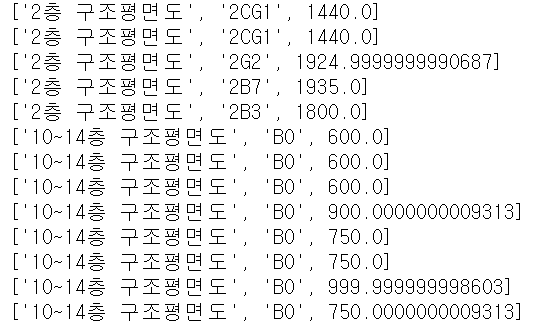 ['2층 구조평면도', '2CG1', 1440.0]
['2층 구조평면도', '2CG1', 1440.0]
['2층 구조평면도', '2G2', 1924.9999999990687]
['2층 구조평면도', '2B7', 1935.0]
['2층 구조평면도', '2B3', 1800.0]
['10~14층 구조평면도', 'B0', 600.0]
['10~14층 구조평면도', 'B0', 600.0]
['10~14층 구조평면도', 'B0', 600.0]
['10~14층 구조평면도', 'B0', 900.0000000009313]
['10~14층 구조평면도', 'B0', 750.0]
['10~14층 구조평면도', 'B0', 750.0]
['10~14층 구조평면도', 'B0', 999.999999998603]
['10~14층 구조평면도', 'B0', 750.0000000009313]